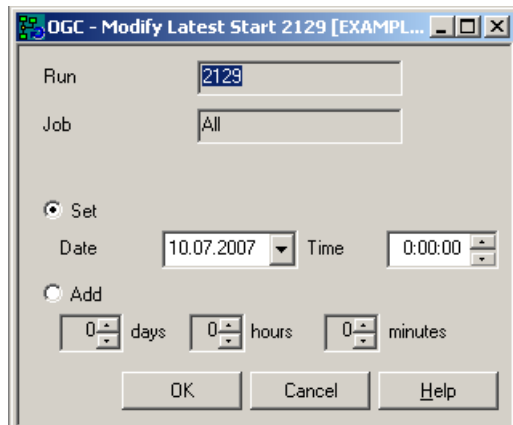 OGC - Modify Latest Start 2129 [EXAMPL...
Run 2129
Job All
Set
Date 10.07.2007 Time 0:00:00
Add
0 days 0 hours 0 minutes
OK Cancel Help